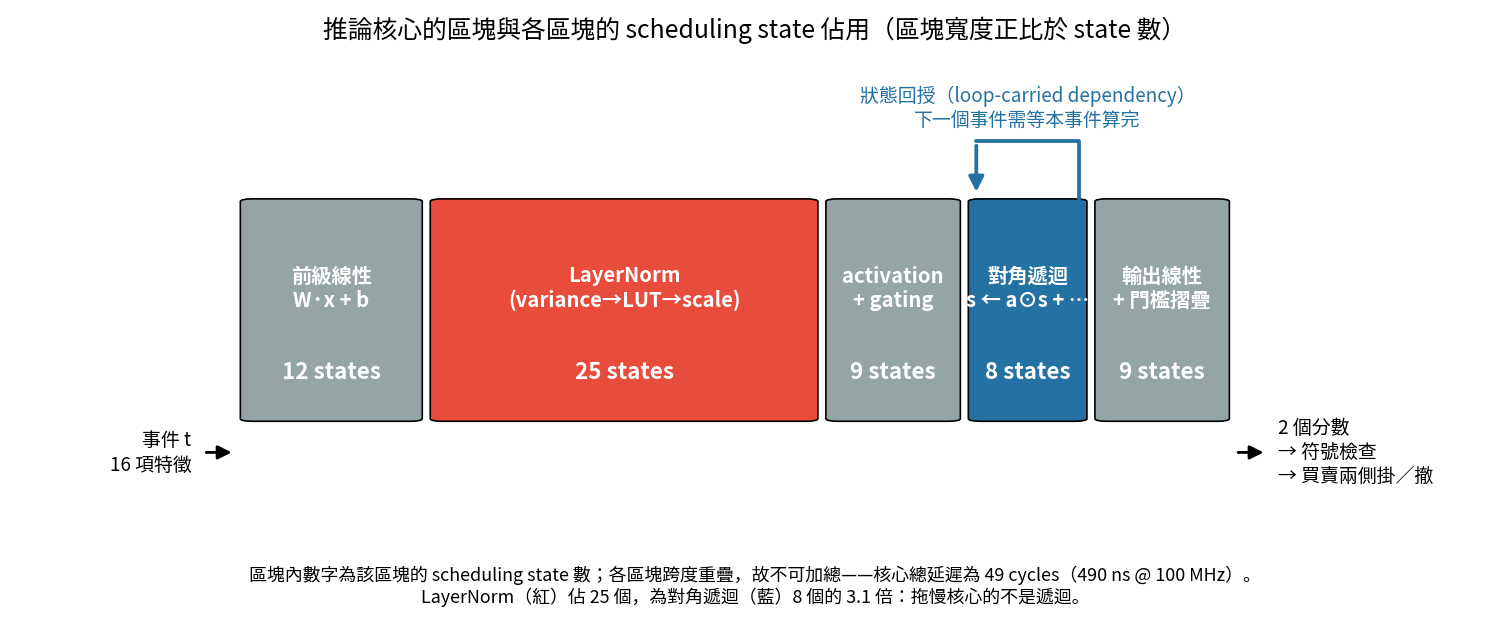 推論核心的區塊與各區塊的 scheduling state 佔用（區塊寬度正比於 state 數）
狀態回授（loop-carried dependency）
下一個事件需等本事件算完
前級線性
W·x + b
12 states
LayerNorm
(variance→LUT→scale)
25 states
activation
+ gating
9 states
對角遞迴
s ← a⊙s + ⋯
8 states
輸出線性
+ 門檻摺疊
9 states
事件 t
16 項特徵
2 個分數
→ 符號檢查
→ 買賣兩側掛／撤
區塊內數字為該區塊的 scheduling state 數；各區塊跨度重疊，故不可加總——核心總延遲為 49 cycles（490 ns @ 100 MHz）。
LayerNorm（紅）佔 25 個，為對角遞迴（藍）8 個的 3.1 倍：拖慢核心的不是遞迴。